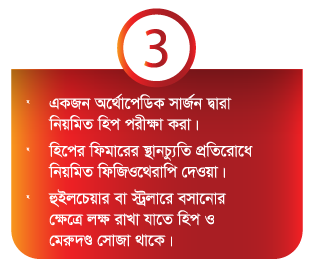 3
* একজন অর্থোপেডিক সার্জন দ্বারা
নিয়মিত হিপ পরীক্ষা করা।
* হিপের ফিমারের স্থানচ্যুতি প্রতিরোধে
নিয়মিত ফিজিওথেরাপি দেওয়া।
* হুইলচেয়ার বা স্ট্রলারে বসানোর
ক্ষেত্রে লক্ষ রাখা যাতে হিপ ও
মেরুদণ্ড সোজা থাকে।